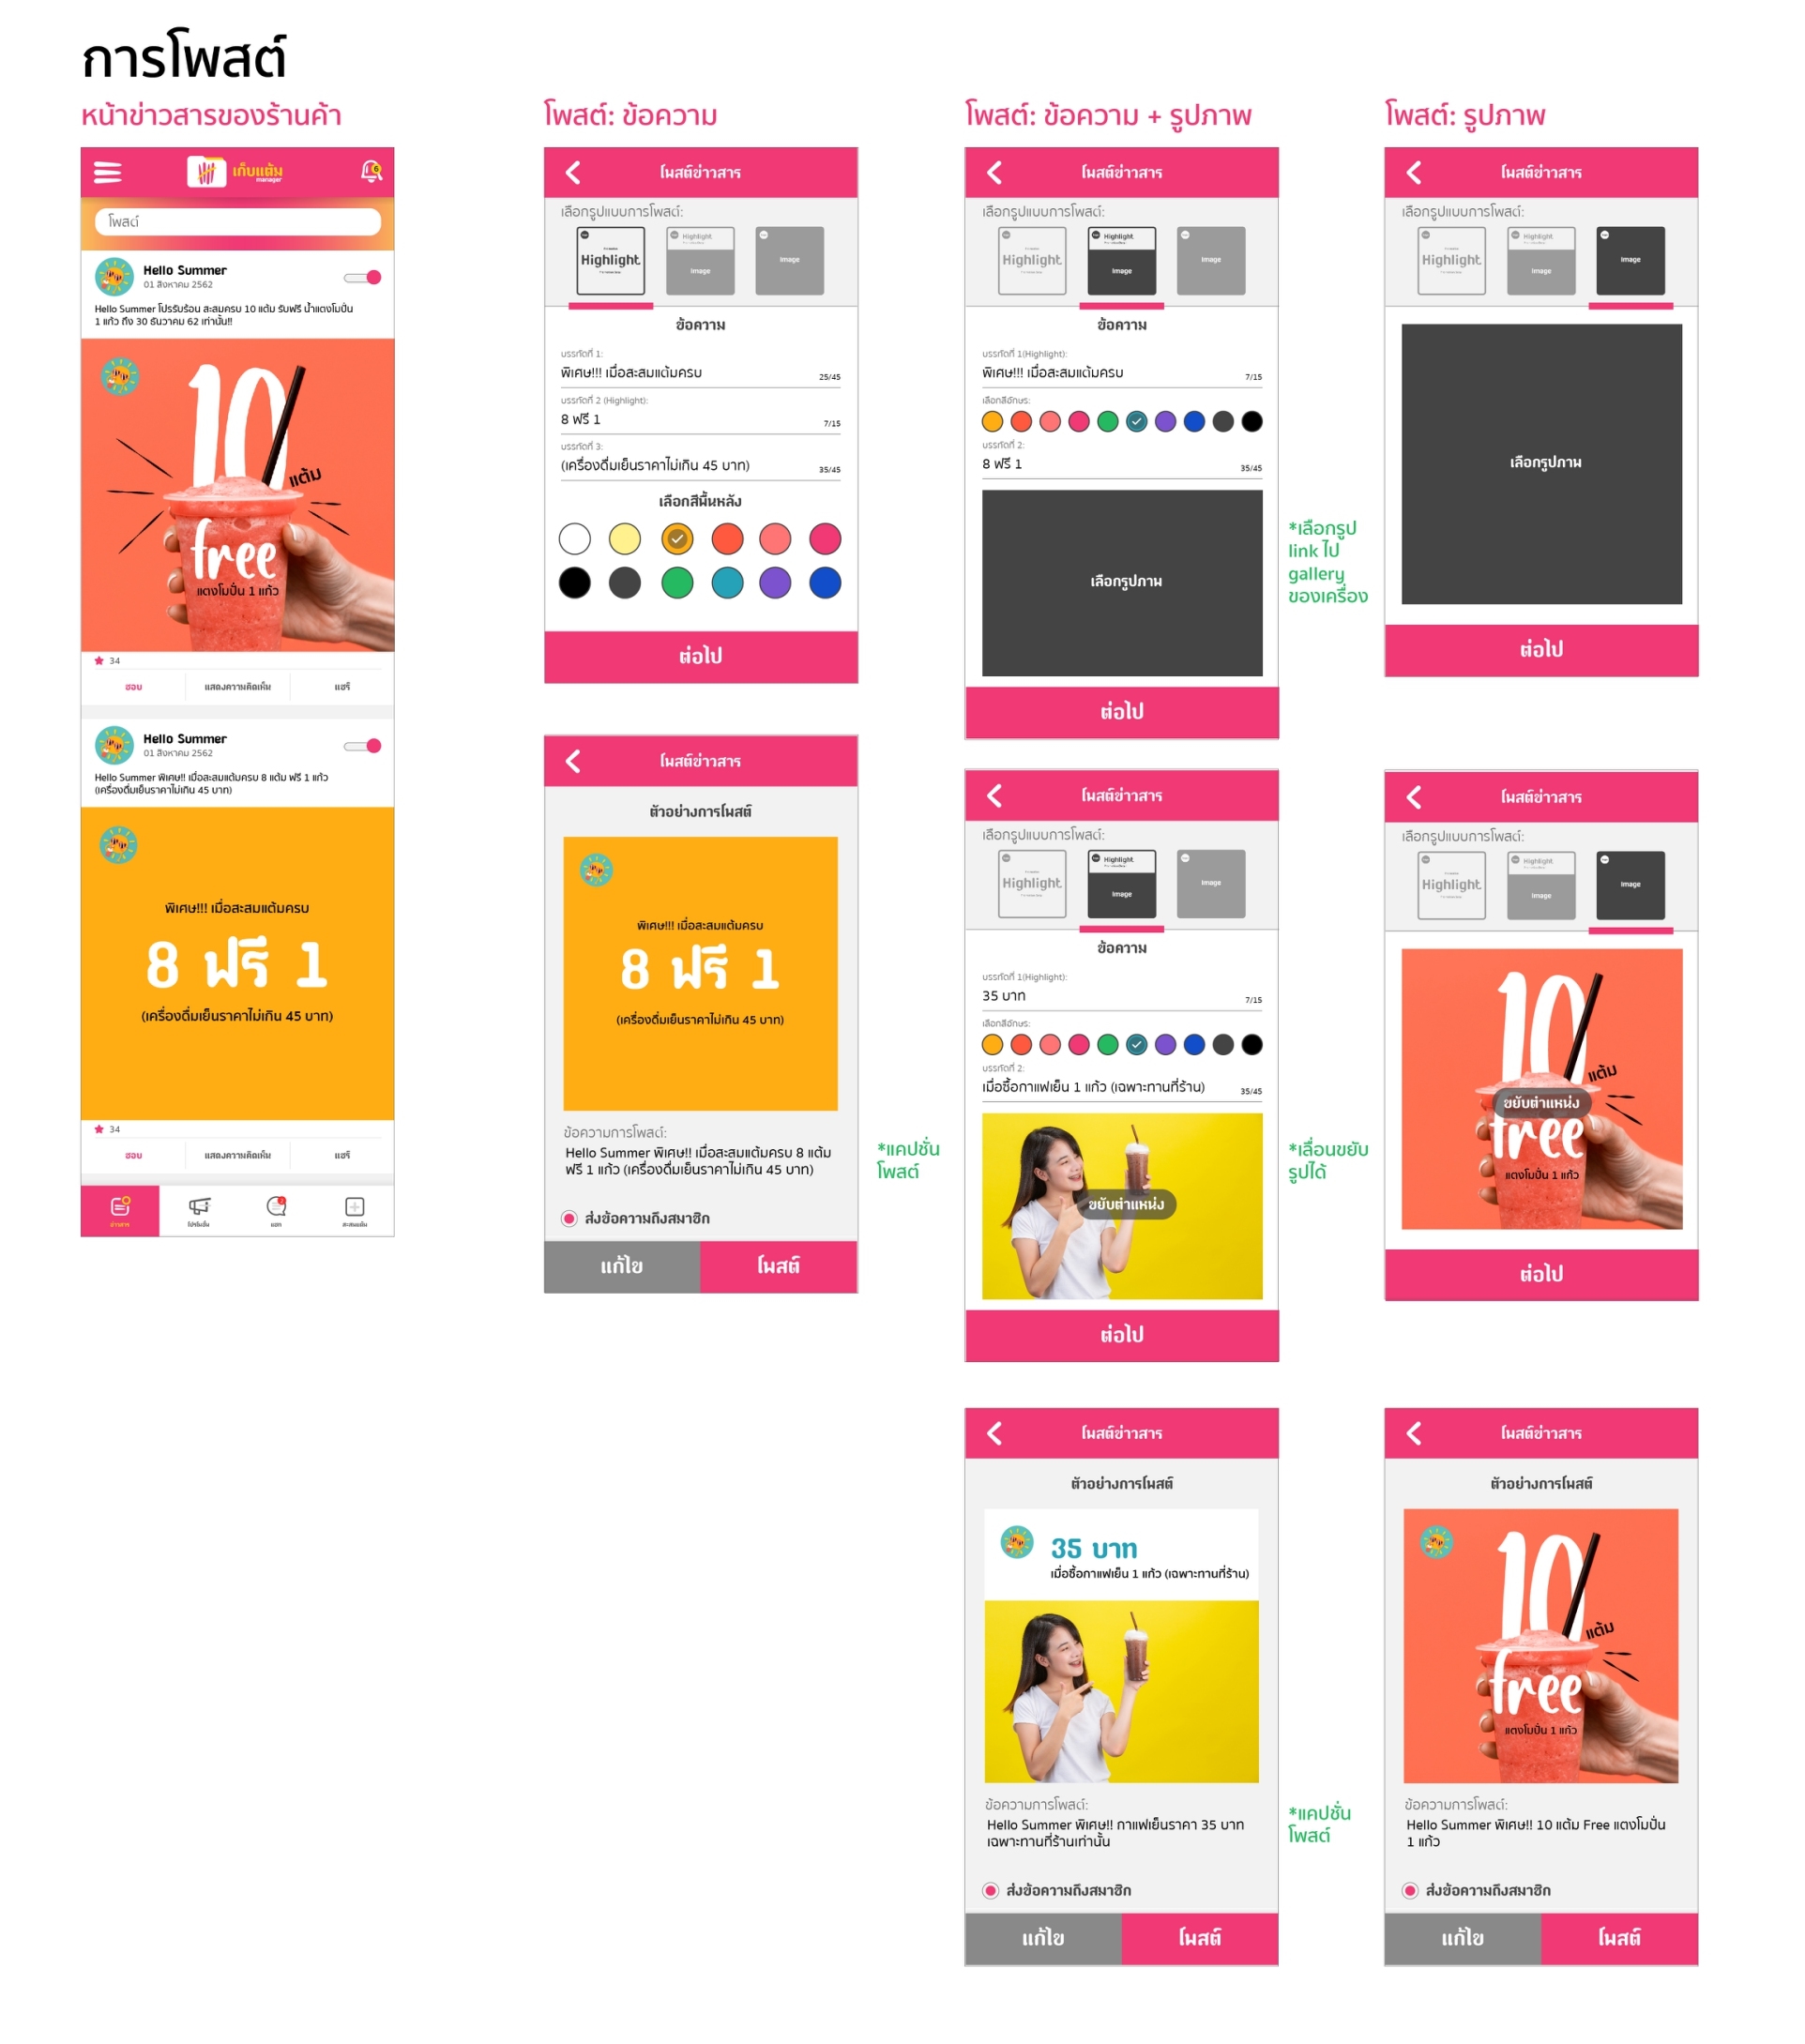 การโพสต์
หน้าข่าวสารของร้านค้า
เก็บแต้ม
manager
โพสต์
Hello Summer
01 สิงหาคม 2562
Hello Summer โปรรับร้อน สะสมครบ 10 แต้ม รับฟรี น้ำแตงโมปั่น
1 แก้ว ถึง 30 ธันวาคม 62 เท่านั้น!!
10
แต้ม
free
แตงโมปั่น 1 แก้ว
34
ชอบ
แสดงความคิดเห็น
แชร์
Hello Summer
01 สิงหาคม 2562
Hello Summer พิเศษ!! เมื่อสะสมแต้มครบ 8 แต้ม ฟรี 1 แก้ว
(เครื่องดื่มเย็นราคาไม่เกิน 45 บาท)
พิเศษ!!! เมื่อสะสมแต้มครบ
8 ฟรี 1
(เครื่องดื่มเย็นราคาไม่เกิน 45 บาท)
34
ชอบ
แสดงความคิดเห็น
แชร์
ข่าวสาร
โปรโมชั่น
แชท
สะสมแต้ม
โพสต์: ข้อความ
โพสต์ข่าวสาร
เลือกรูปแบบการโพสต์:
Highlight
Highlight
Image
Image
ข้อความ
บรรทัดที่ 1:
พิเศษ!!! เมื่อสะสมแต้มครบ
25/45
บรรทัดที่ 2 (Highlight):
8 ฟรี 1
7/15
บรรทัดที่ 3:
(เครื่องดื่มเย็นราคาไม่เกิน 45 บาท)
35/45
เลือกสีพื้นหลัง
ต่อไป
โพสต์ข่าวสาร
ตัวอย่างการโพสต์
พิเศษ!!! เมื่อสะสมแต้มครบ
8 ฟรี 1
(เครื่องดื่มเย็นราคาไม่เกิน 45 บาท)
ข้อความการโพสต์:
Hello Summer พิเศษ!! เมื่อสะสมแต้มครบ 8 แต้ม
ฟรี 1 แก้ว (เครื่องดื่มเย็นราคาไม่เกิน 45 บาท)
ส่งข้อความถึงสมาชิก
แก้ไข
โพสต์
*แคปชั่น
โพสต์
โพสต์: ข้อความ + รูปภาพ
โพสต์ข่าวสาร
เลือกรูปแบบการโพสต์:
Highlight
Highlight
Image
Image
ข้อความ
บรรทัดที่ 1(Highlight):
พิเศษ!!! เมื่อสะสมแต้มครบ
7/15
เลือกสีอักษร:
บรรทัดที่ 2:
8 ฟรี 1
35/45
เลือกรูปภาพ
ต่อไป
*เลือกรูป
link ไป
gallery
ของเครื่อง
โพสต์ข่าวสาร
เลือกรูปแบบการโพสต์:
Highlight
Highlight
Image
Image
ข้อความ
บรรทัดที่ 1(Highlight):
35 บาท
7/15
เลือกสีอักษร:
บรรทัดที่ 2:
เมื่อซื้อกาแฟเย็น 1 แก้ว (เฉพาะทานที่ร้าน)
35/45
ขยับตำแหน่ง
ต่อไป
*เลื่อนขยับ
รูปได้
โพสต์ข่าวสาร
ตัวอย่างการโพสต์
35 บาท
เมื่อซื้อกาแฟเย็น 1 แก้ว (เฉพาะทานที่ร้าน)
ข้อความการโพสต์:
Hello Summer พิเศษ!! กาแฟเย็นราคา 35 บาท
เฉพาะทานที่ร้านเท่านั้น
ส่งข้อความถึงสมาชิก
แก้ไข
โพสต์
*แคปชั่น
โพสต์
โพสต์: รูปภาพ
โพสต์ข่าวสาร
เลือกรูปแบบการโพสต์:
Highlight
Highlight
Image
Image
เลือกรูปภาพ
ต่อไป
โพสต์ข่าวสาร
เลือกรูปแบบการโพสต์:
Highlight
Highlight
Image
Image
10
แต้ม
ขยับตำแหน่ง
free
แตงโมปั่น 1 แก้ว
ต่อไป
โพสต์ข่าวสาร
ตัวอย่างการโพสต์
10
แต้ม
free
แตงโมปั่น 1 แก้ว
ข้อความการโพสต์:
Hello Summer พิเศษ!! 10 แต้ม Free แตงโมปั่น
1 แก้ว
ส่งข้อความถึงสมาชิก
แก้ไข
โพสต์